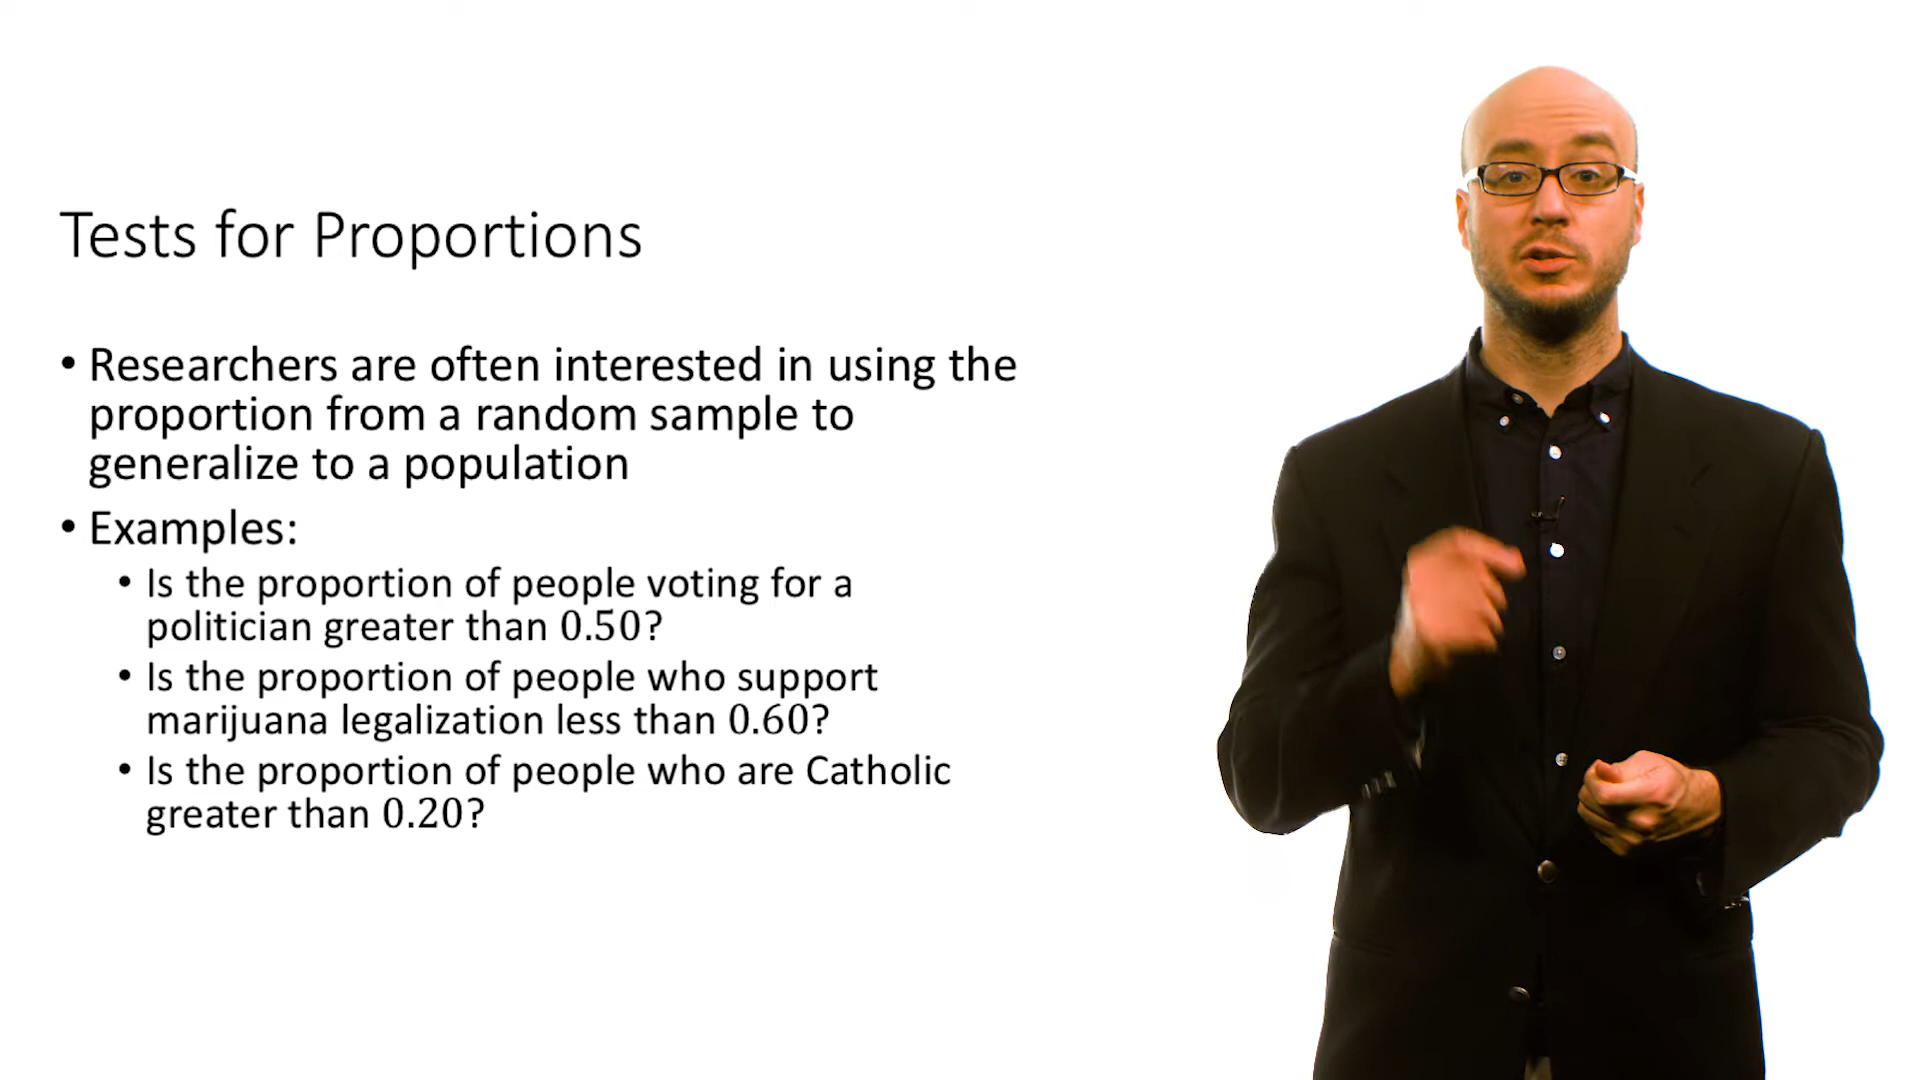 Tests for Proportions
• Researchers are often interested in using the
proportion from a random sample to
generalize to a population
• Examples:
• Is the proportion of people voting for a
politician greater than 0.50?
• Is the proportion of people who support
marijuana legalization less than 0.60?
• Is the proportion of people who are Catholic
greater than 0.20?